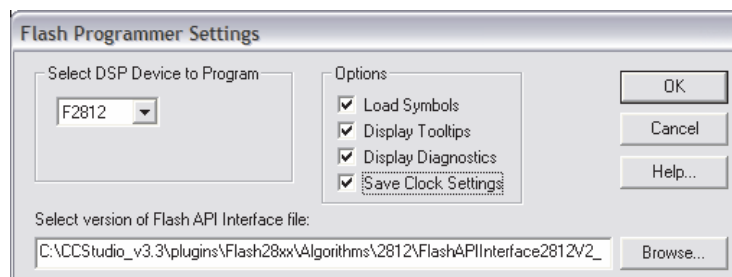 Flash Programmer Settings
Select DSP Device to Program
F2812
Options
Load Symbols
Display Tooltips
Display Diagnostics
Save Clock Settings
OK
Cancel
Help...
Select version of Flash API Interface file:
C:\CCStudio_v3.3\plugins\Flash28xx\Algorithms\2812\FlashAPIInterface2812V2_
Browse...